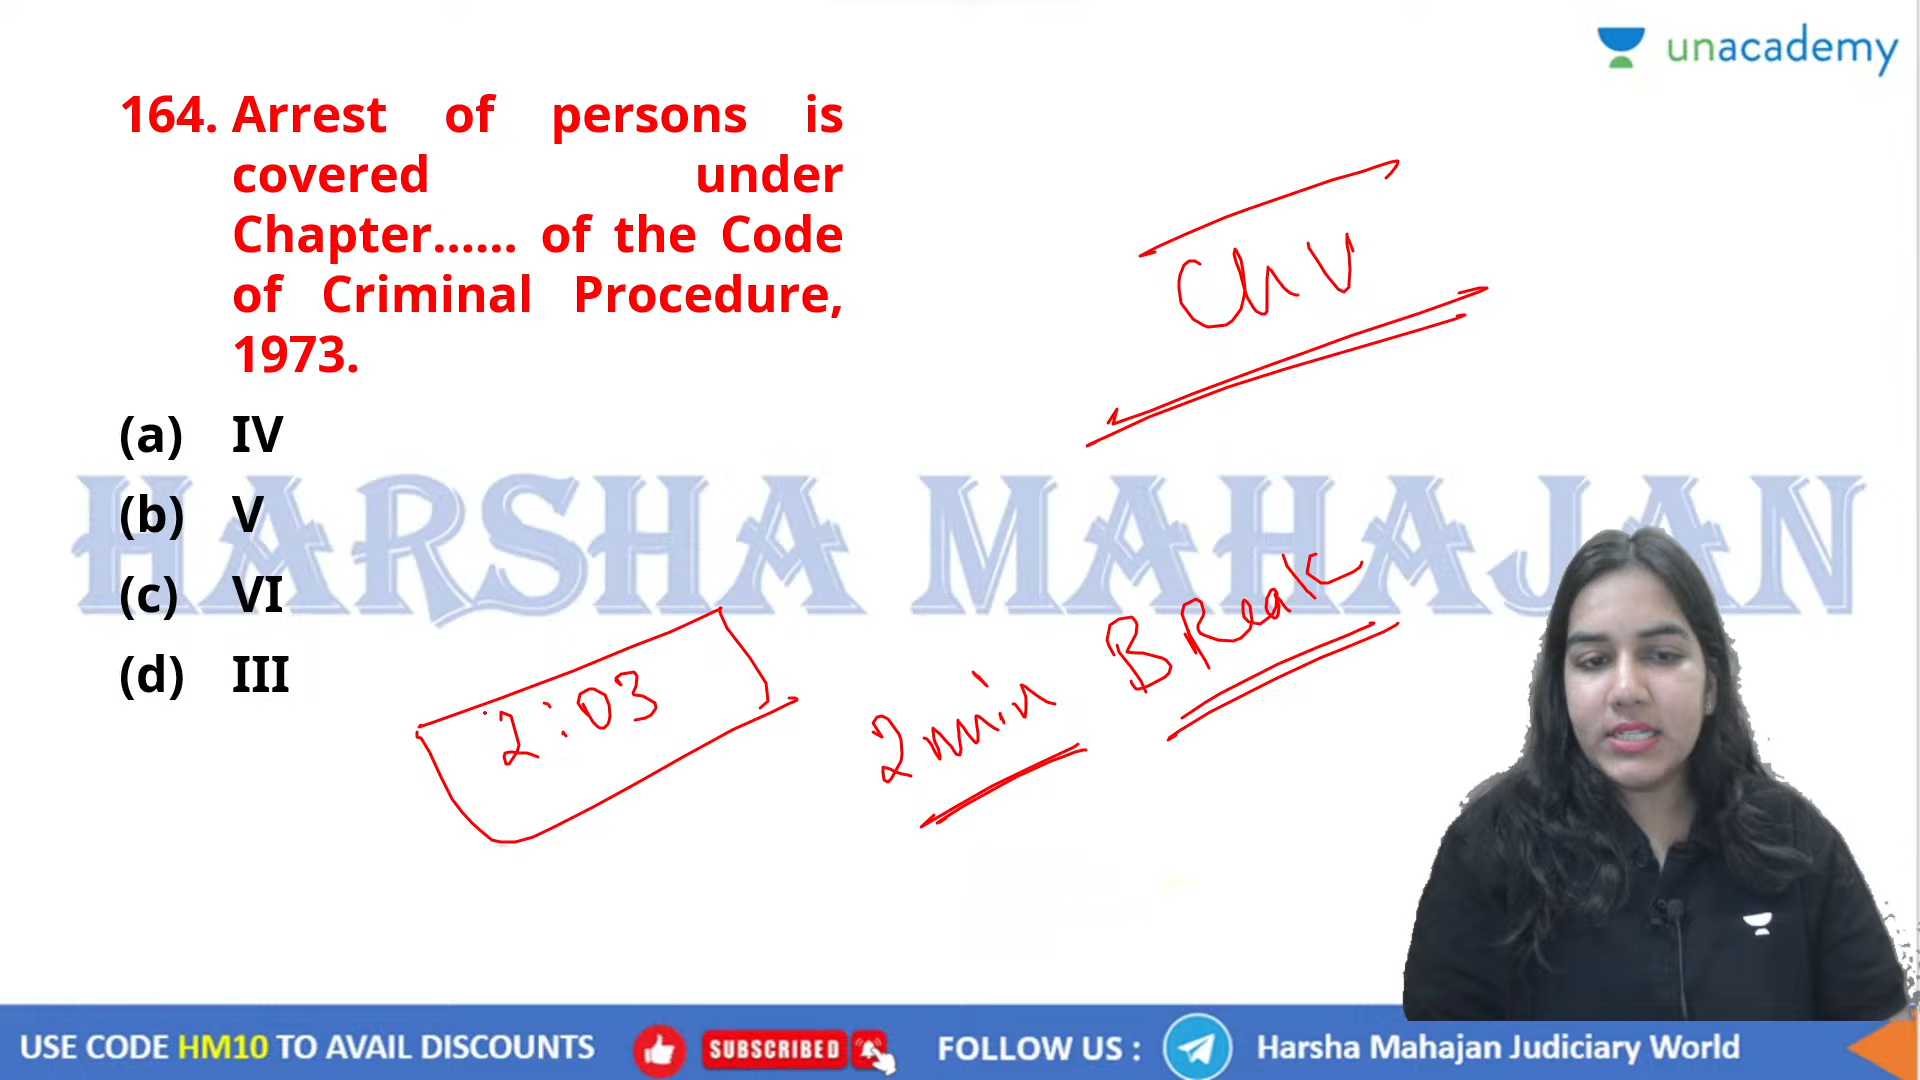 unacademy
164. Arrest of persons is
covered under
Chapter...... of the Code
of Criminal Procedure,
1973.
Ch V
(a) IV
(b) V
(c) VI
(d) III
HARSHA MAHAJAN
2:03
2 min Break
USE CODE HM10 TO AVAIL DISCOUNTS
SUBSCRIBED
FOLLOW US :
Harsha Mahajan Judiciary World